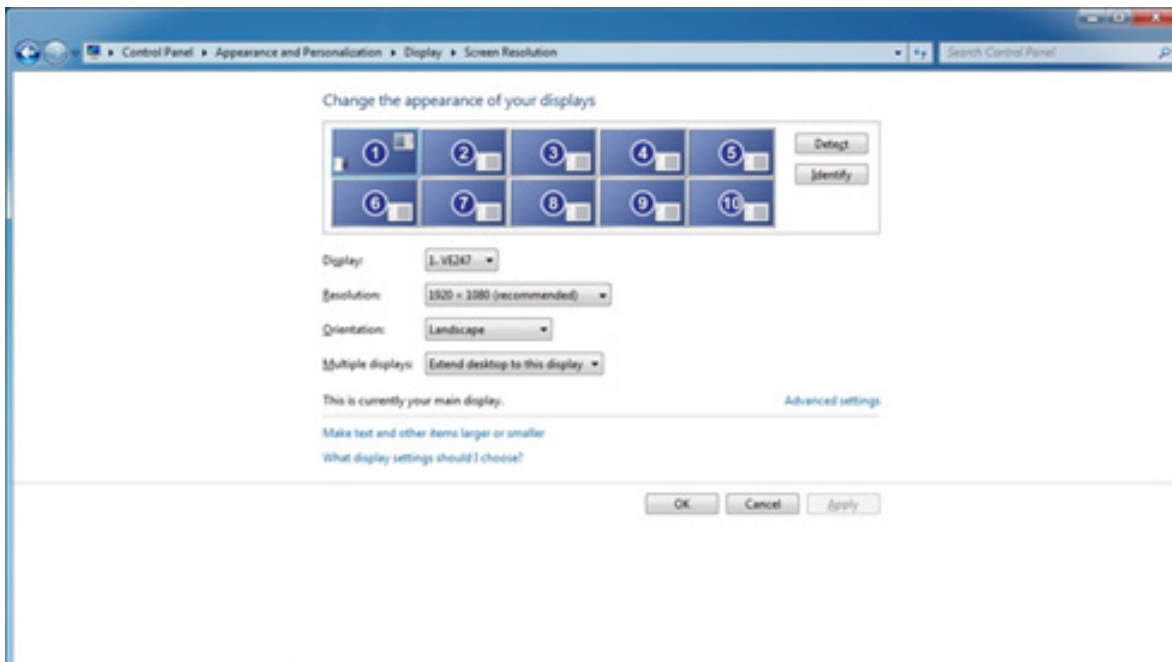 Control Panel ▸ Appearance and Personalization ▸ Display ▸ Screen Resolution
Search Control Panel
Change the appearance of your displays
1 2 3 4 5
Detect
6 7 8 9 10
Identify
Display: 1. VE247
Resolution: 1920 × 1080 (recommended)
Orientation: Landscape
Multiple displays: Extend desktop to this display
This is currently your main display. Advanced settings
Make text and other items larger or smaller
What display settings should I choose?
OK Cancel Apply